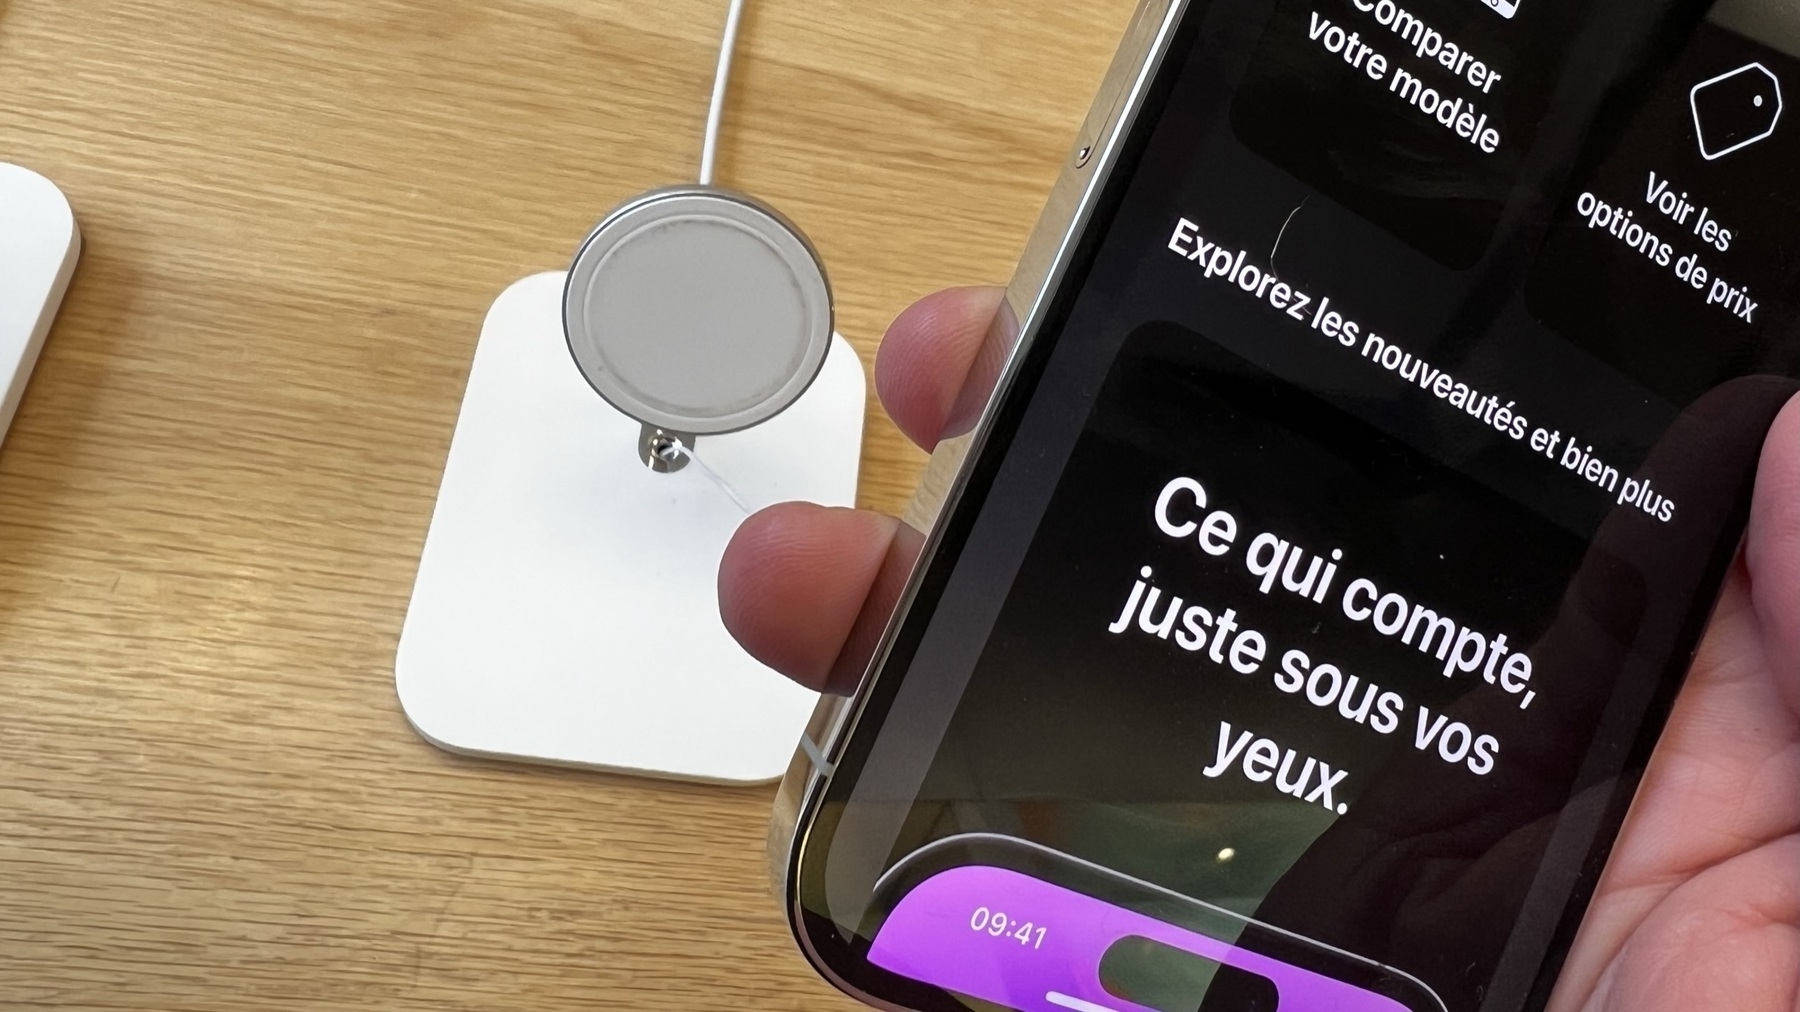 Comparer
votre modèle
Voir les
options de prix
Explorez les nouveautés et bien plus
Ce qui compte,
juste sous vos
yeux.
09:41